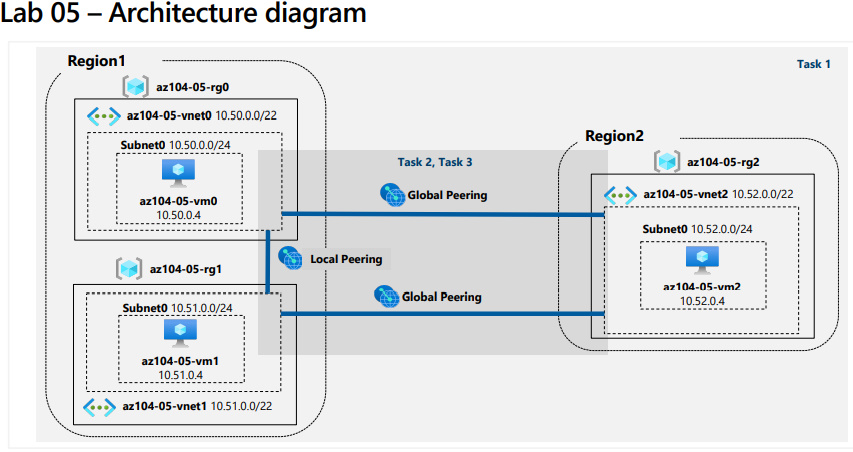 Lab 05 – Architecture diagram
Task 1
Region1
az104-05-rg0
az104-05-vnet0 10.50.0.0/22
Subnet0 10.50.0.0/24
az104-05-vm0
10.50.0.4
az104-05-rg1
Subnet0 10.51.0.0/24
az104-05-vm1
10.51.0.4
az104-05-vnet1 10.51.0.0/22
Task 2, Task 3
Global Peering
Local Peering
Global Peering
Region2
az104-05-rg2
az104-05-vnet2 10.52.0.0/22
Subnet0 10.52.0.0/24
az104-05-vm2
10.52.0.4